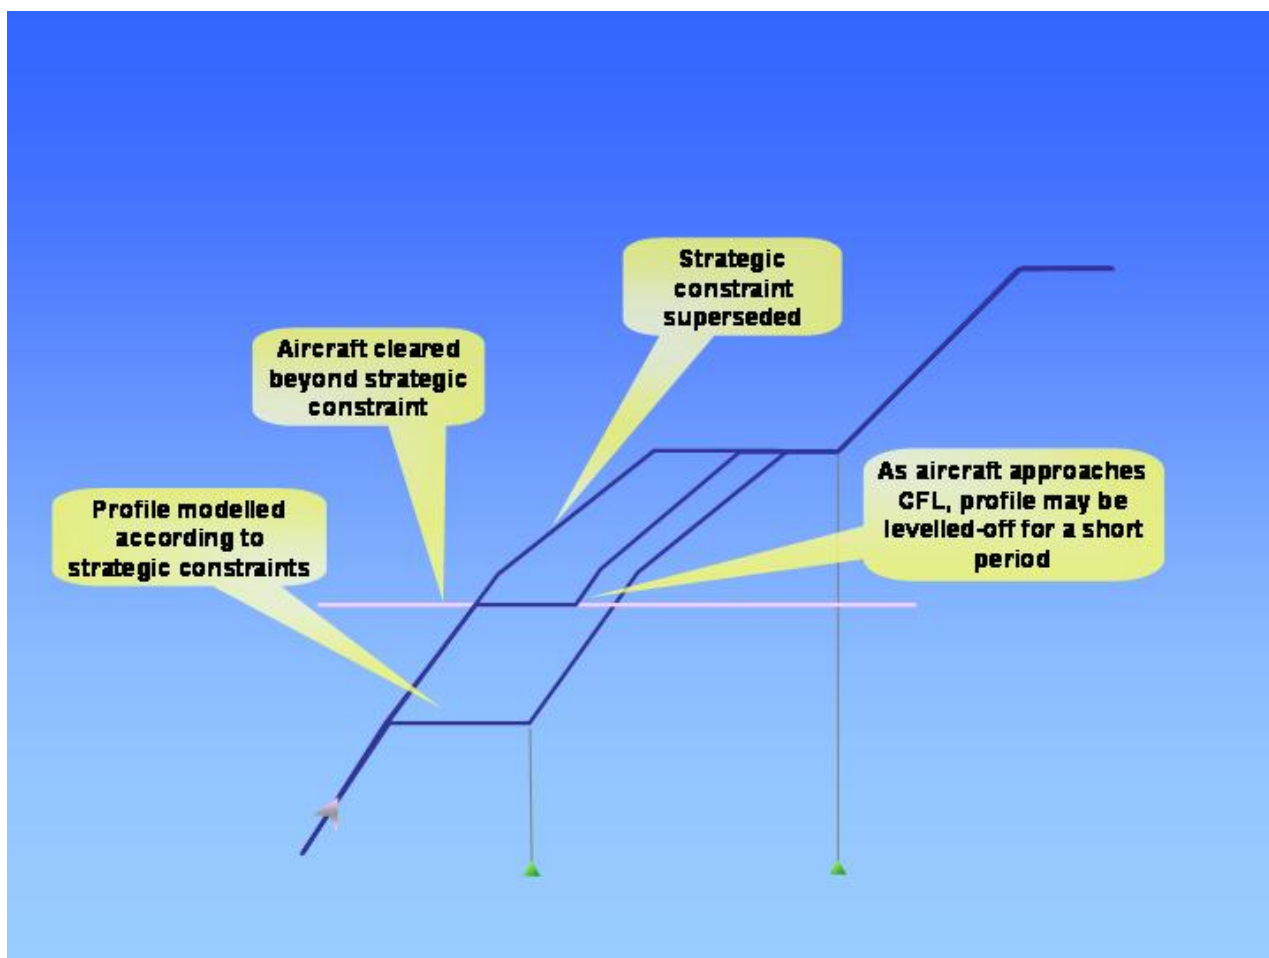 Strategic
constraint
superseded
Aircraft cleared
beyond strategic
constraint
As aircraft approaches
CFL, profile may be
levelled-off for a short
period
Profile modelled
according to
strategic constraints